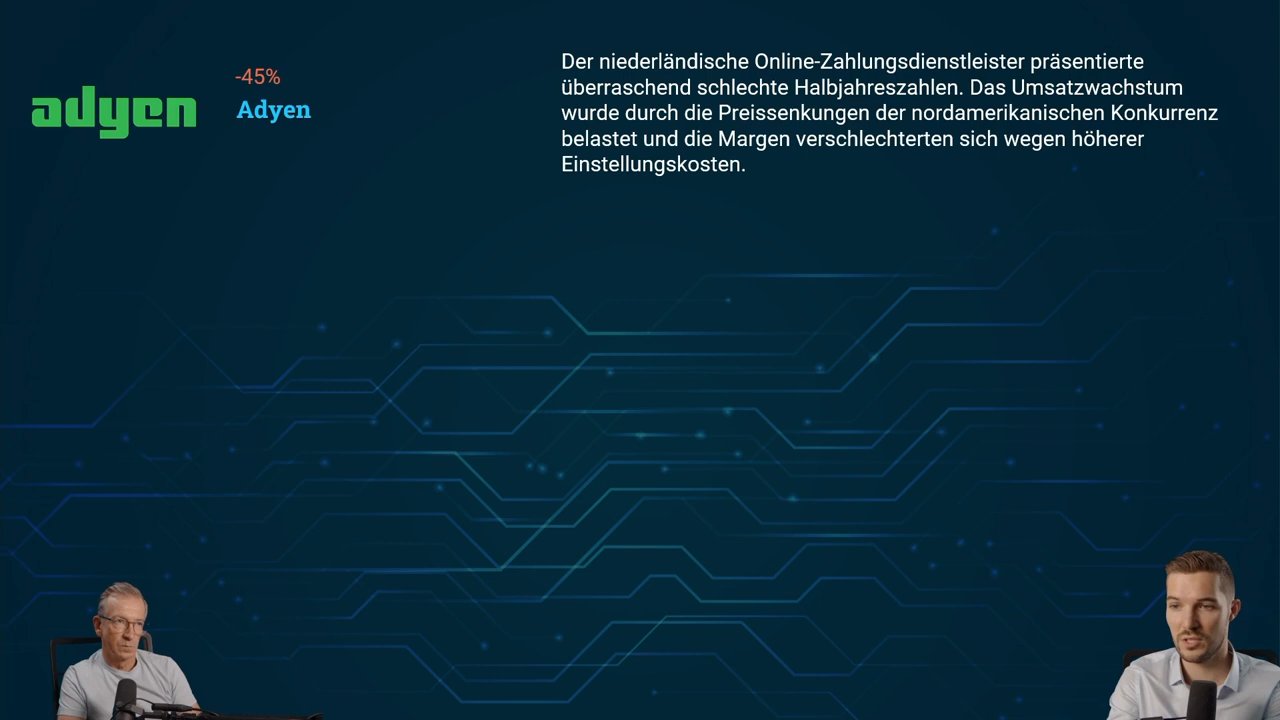 adyen
-45%
Adyen
Der niederländische Online-Zahlungsdienstleister präsentierte
überraschend schlechte Halbjahreszahlen. Das Umsatzwachstum
wurde durch die Preissenkungen der nordamerikanischen Konkurrenz
belastet und die Margen verschlechterten sich wegen höherer
Einstellungskosten.